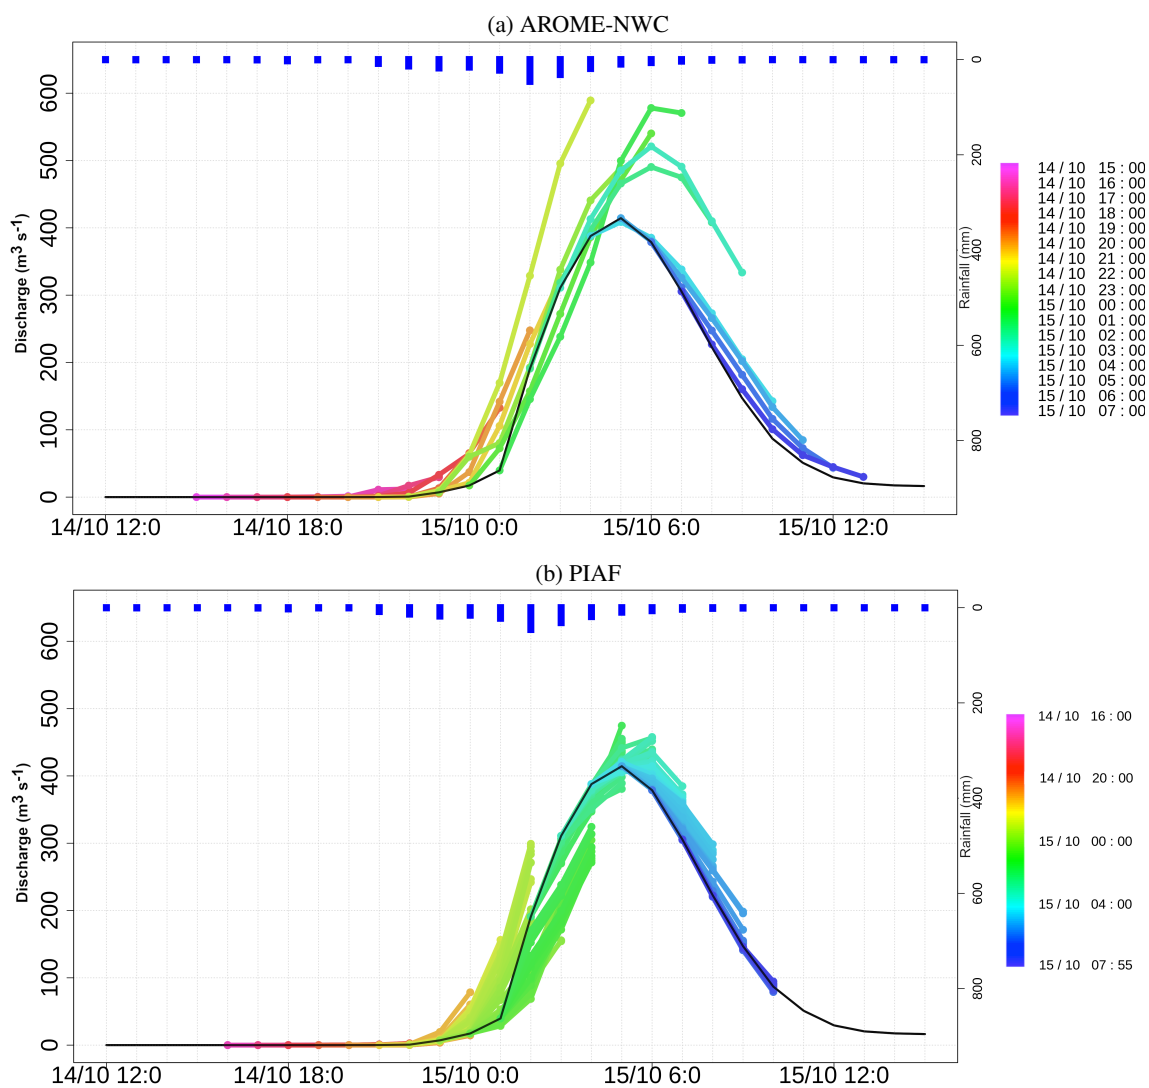 (a) AROME-NWC
Discharge (m³ s⁻¹)
0
100
200
300
400
500
600
14/10 12:0
14/10 18:0
15/10 0:0
15/10 6:0
15/10 12:0
Rainfall (mm)
0
200
400
600
800
14 / 10 15 : 00
14 / 10 16 : 00
14 / 10 17 : 00
14 / 10 18 : 00
14 / 10 19 : 00
14 / 10 20 : 00
14 / 10 21 : 00
14 / 10 22 : 00
14 / 10 23 : 00
15 / 10 00 : 00
15 / 10 01 : 00
15 / 10 02 : 00
15 / 10 03 : 00
15 / 10 04 : 00
15 / 10 05 : 00
15 / 10 06 : 00
15 / 10 07 : 00
(b) PIAF
Discharge (m³ s⁻¹)
0
100
200
300
400
500
600
14/10 12:0
14/10 18:0
15/10 0:0
15/10 6:0
15/10 12:0
Rainfall (mm)
0
200
400
600
800
14 / 10 16 : 00
14 / 10 20 : 00
15 / 10 00 : 00
15 / 10 04 : 00
15 / 10 07 : 55